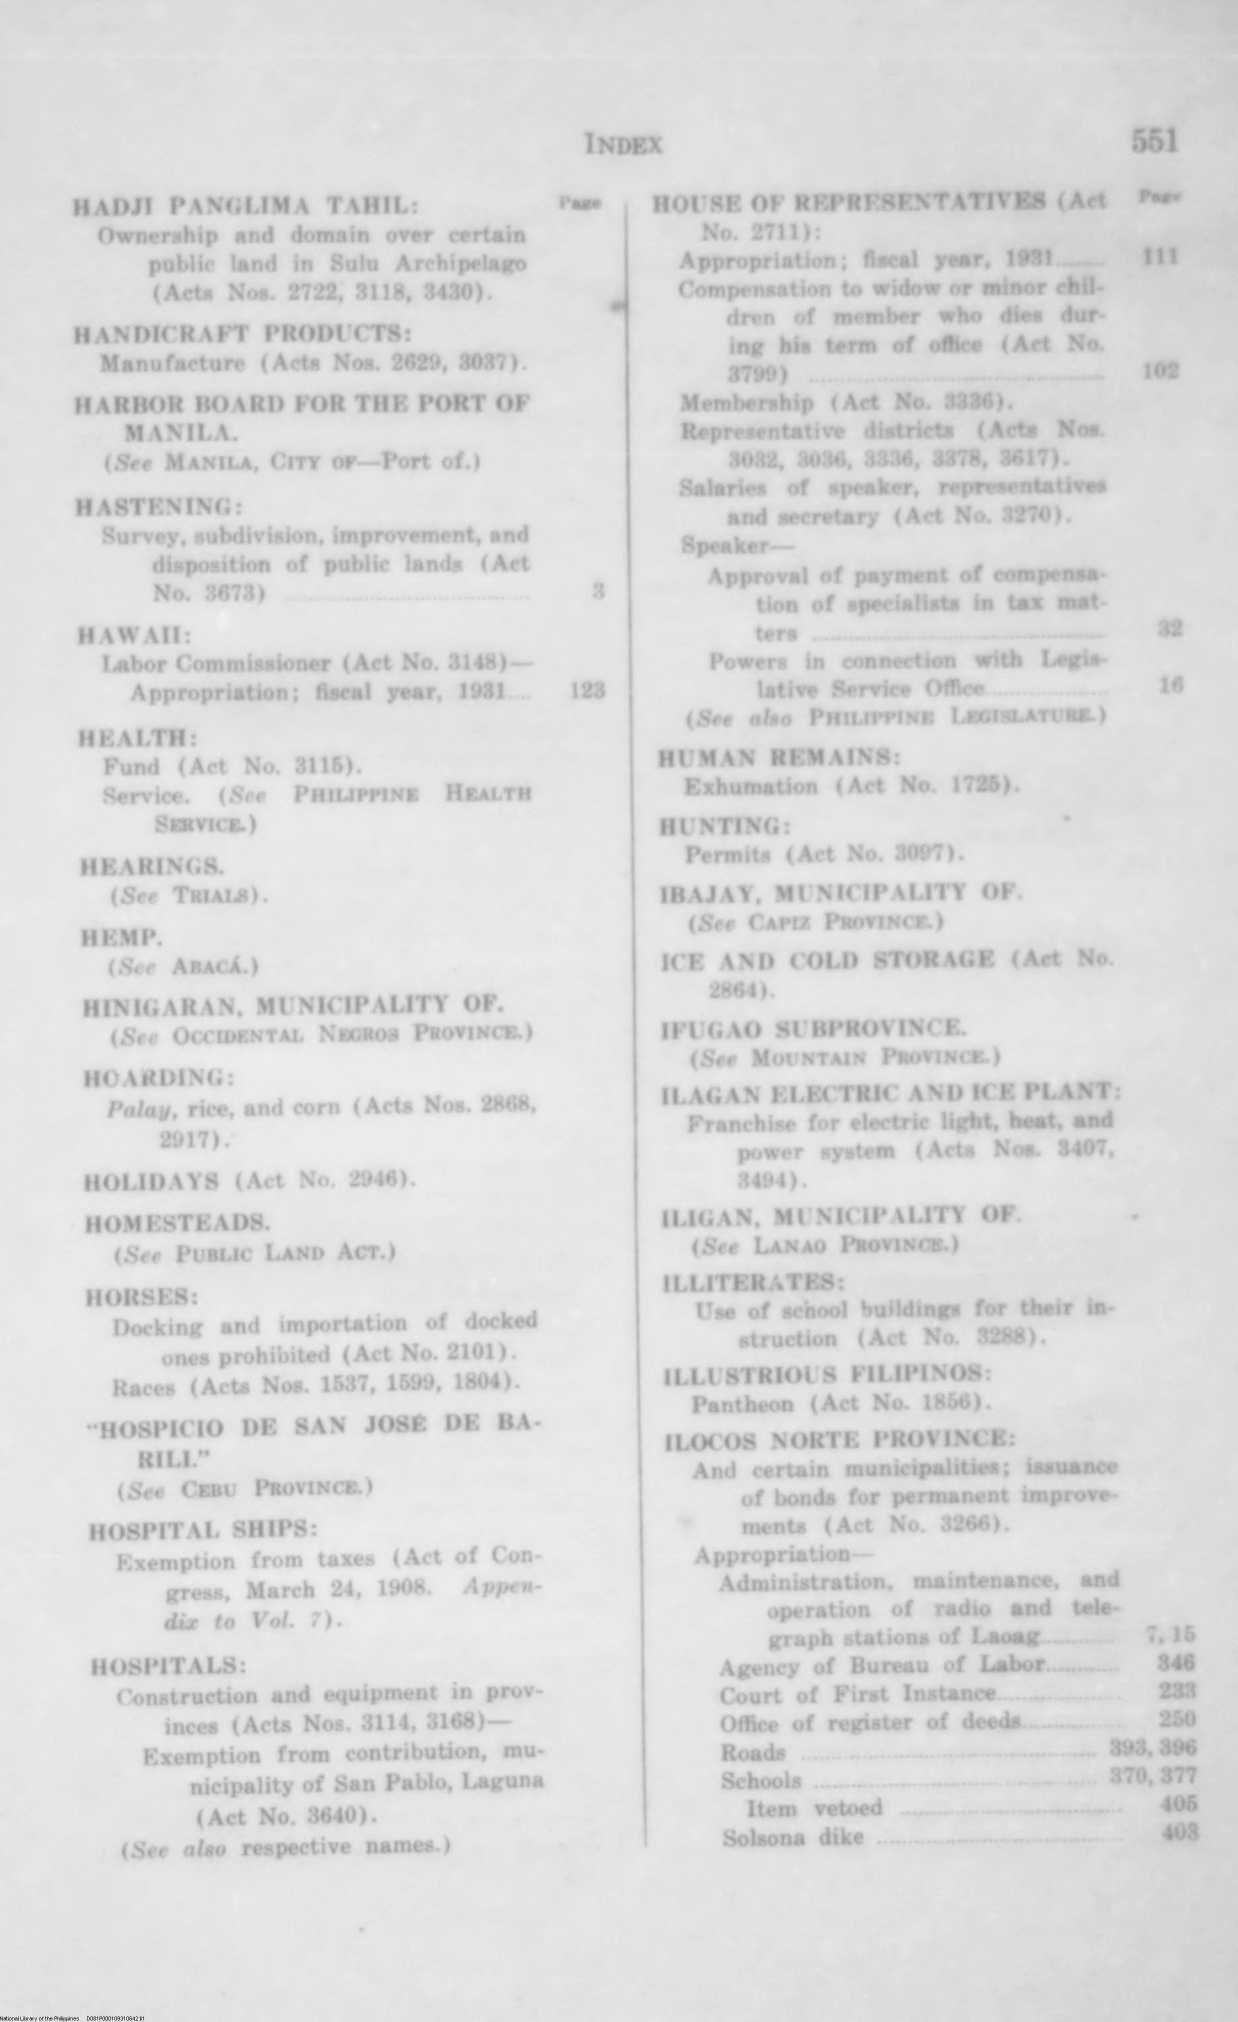 INDEX
551
Page
HADJI PANGLIMA TAHIL:
Ownership and domain over certain
public land in Sulu Archipelago
(Acts Nos. 2722, 3118, 3430).
HANDICRAFT PRODUCTS:
Manufacture (Acts Nos. 2629, 3037).
HARBOR BOARD FOR THE PORT OF
MANILA.
(See MANILA, CITY OF—Port of.)
HASTENING:
Survey, subdivision, improvement, and
disposition of public lands (Act
No. 3673) ........ 3
HAWAII:
Labor Commissioner (Act No. 3148)—
Appropriation; fiscal year, 1931 .... 123
HEALTH:
Fund (Act No. 3115).
Service. (See PHILIPPINE HEALTH
SERVICE.)
HEARINGS.
(See TRIALS).
HEMP.
(See ABACÁ.)
HINIGARAN, MUNICIPALITY OF.
(See OCCIDENTAL NEGROS PROVINCE.)
HOARDING:
Palay, rice, and corn (Acts Nos. 2868,
2917).
HOLIDAYS (Act No. 2946).
HOMESTEADS.
(See PUBLIC LAND ACT.)
HORSES:
Docking and importation of docked
ones prohibited (Act No. 2101).
Races (Acts Nos. 1537, 1599, 1804).
"HOSPICIO DE SAN JOSÉ DE BA-
RILI."
(See CEBU PROVINCE.)
HOSPITAL SHIPS:
Exemption from taxes (Act of Con-
gress, March 24, 1908. Appen-
dix to Vol. 7).
HOSPITALS:
Construction and equipment in prov-
inces (Acts Nos. 3114, 3168)—
Exemption from contribution, mu-
nicipality of San Pablo, Laguna
(Act No. 3640).
(See also respective names.)
Page
HOUSE OF REPRESENTATIVES (Act
No. 2711):
Appropriation; fiscal year, 1931........ 111
Compensation to widow or minor chil-
dren of member who dies dur-
ing his term of office (Act No.
3799) ........ 102
Membership (Act No. 3336).
Representative districts (Acts Nos.
3032, 3036, 3336, 3378, 3617).
Salaries of speaker, representatives
and secretary (Act No. 3270).
Speaker—
Approval of payment of compensa-
tion of specialists in tax mat-
ters ........ 32
Powers in connection with Legis-
lative Service Office........ 16
(See also PHILIPPINE LEGISLATURE.)
HUMAN REMAINS:
Exhumation (Act No. 1725).
HUNTING:
Permits (Act No. 3097).
IBAJAY, MUNICIPALITY OF.
(See CAPIZ PROVINCE.)
ICE AND COLD STORAGE (Act No.
2864).
IFUGAO SUBPROVINCE.
(See MOUNTAIN PROVINCE.)
ILAGAN ELECTRIC AND ICE PLANT:
Franchise for electric light, heat, and
power system (Acts Nos. 3407,
3494).
ILIGAN, MUNICIPALITY OF.
(See LANAO PROVINCE.)
ILLITERATES:
Use of school buildings for their in-
struction (Act No. 3288).
ILLUSTRIOUS FILIPINOS:
Pantheon (Act No. 1856).
ILOCOS NORTE PROVINCE:
And certain municipalities; issuance
of bonds for permanent improve-
ments (Act No. 3266).
Appropriation—
Administration, maintenance, and
operation of radio and tele-
graph stations of Laoag........ 7, 15
Agency of Bureau of Labor........ 346
Court of First Instance........ 233
Office of register of deeds........ 250
Roads ........ 393, 396
Schools ........ 370, 377
Item vetoed ........ 405
Solsona dike ........ 403
National Library of the Philippines D081P000109310642.tif